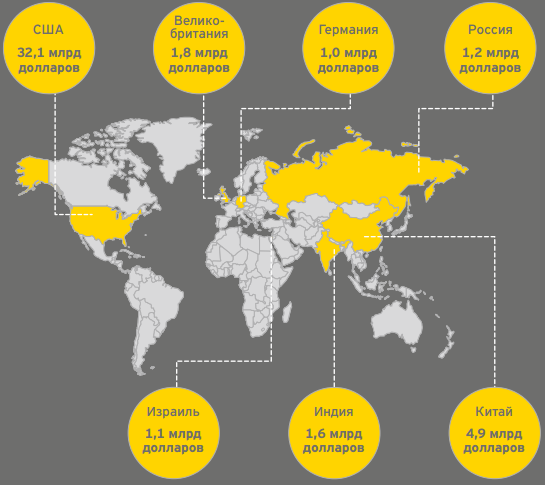 США
32,1 млрд
долларов
Велико-
британия
1,8 млрд
долларов
Германия
1,0 млрд
долларов
Россия
1,2 млрд
долларов
Израиль
1,1 млрд
долларов
Индия
1,6 млрд
долларов
Китай
4,9 млрд
долларов